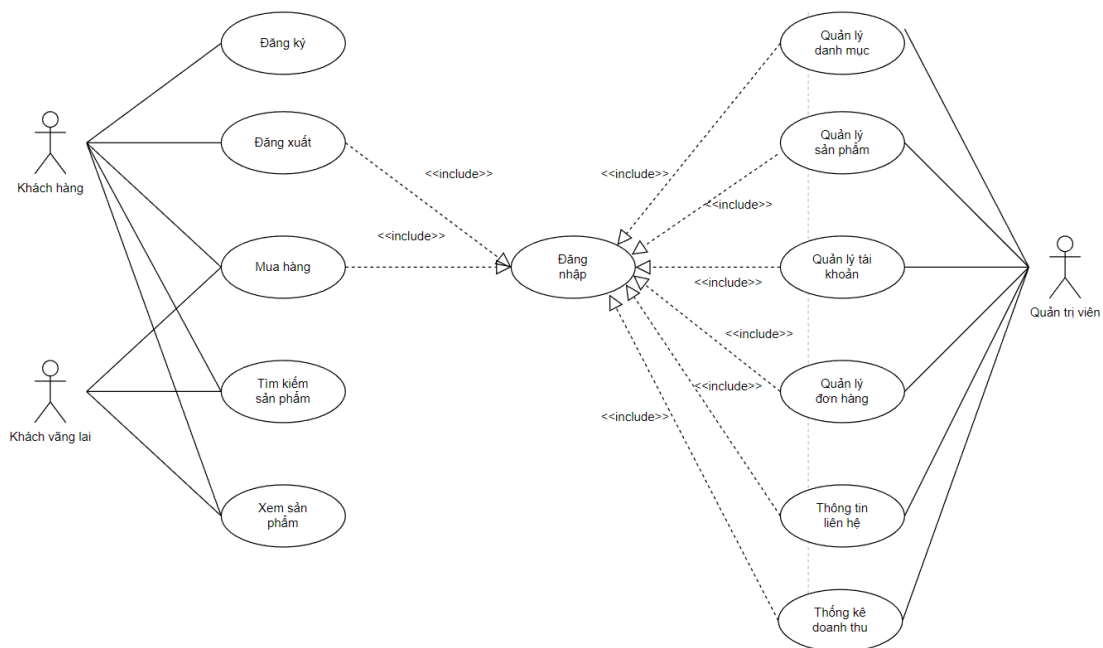 Đăng ký
Quản lý
danh mục
Đăng xuất
Quản lý
sản phẩm
<<include>>
<<include>>
Khách hàng
<<include>>
<<include>>
Mua hàng
Đăng
nhập
Quản lý tài
khoản
<<include>>
Quản trị viên
<<include>>
Tìm kiếm
sản phẩm
Quản lý
đơn hàng
<<include>>
<<include>>
Khách vãng lai
Xem sản
phẩm
Thông tin
liên hệ
Thống kê
doanh thu